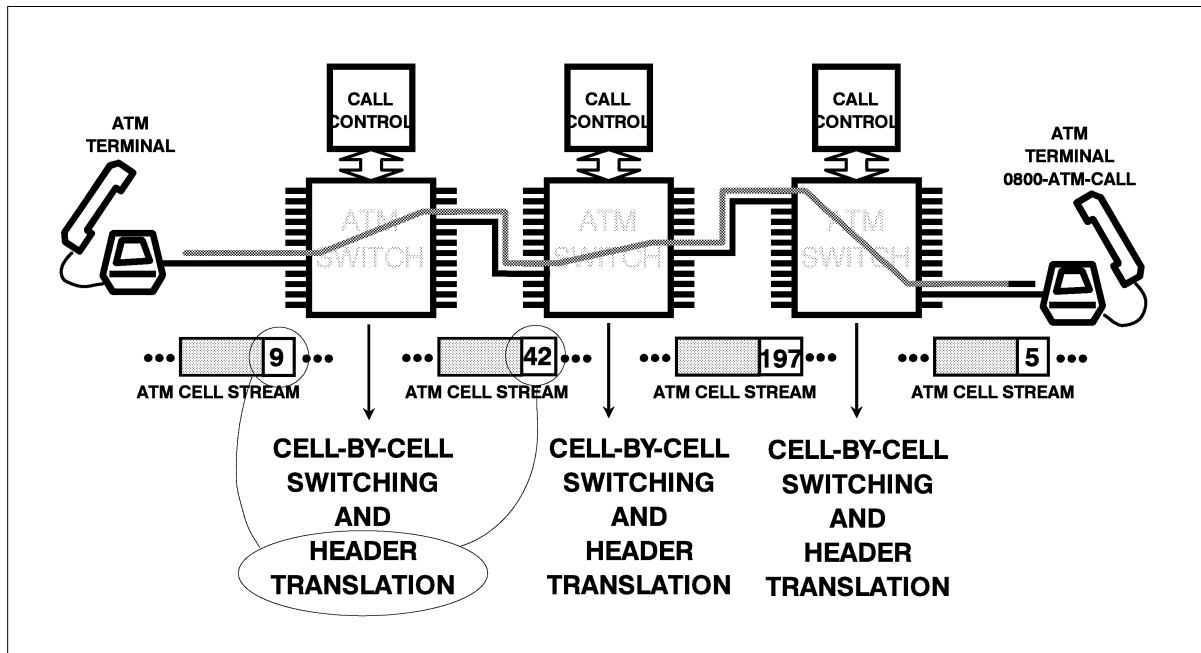 CALL
CONTROL
CALL
CONTROL
CALL
CONTROL
ATM
TERMINAL
ATM
TERMINAL
0800-ATM-CALL
ATM
SWITCH
ATM
SWITCH
ATM
SWITCH
9
ATM CELL STREAM
42
ATM CELL STREAM
197
ATM CELL STREAM
5
ATM CELL STREAM
CELL-BY-CELL
SWITCHING
AND
HEADER
TRANSLATION
CELL-BY-CELL
SWITCHING
AND
HEADER
TRANSLATION
CELL-BY-CELL
SWITCHING
AND
HEADER
TRANSLATION